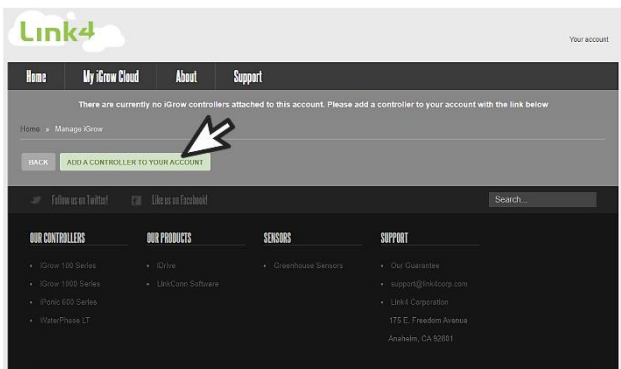 Link4
Your account
Home My iGrow Cloud About Support
There are currently no iGrow controllers attached to this account. Please add a controller to your account with the link below
Home » Manage iGrow
BACK ADD A CONTROLLER TO YOUR ACCOUNT
Follow us on Twitter! Like us on Facebook! Search...
OUR CONTROLLERS OUR PRODUCTS SENSORS SUPPORT
• iGrow 100 Series • iDrive • Greenhouse Sensors • Our Guarantee
• iGrow 1000 Series • LinkConn Software • support@link4corp.com
• iPonic 600 Series • Link4 Corporation
• WaterPhase LT 175 E. Freedom Avenue
Anaheim, CA 92801